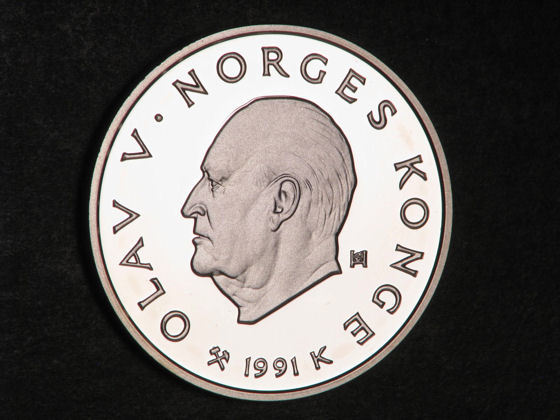 OLAV V · NORGES KONGE
1991 K